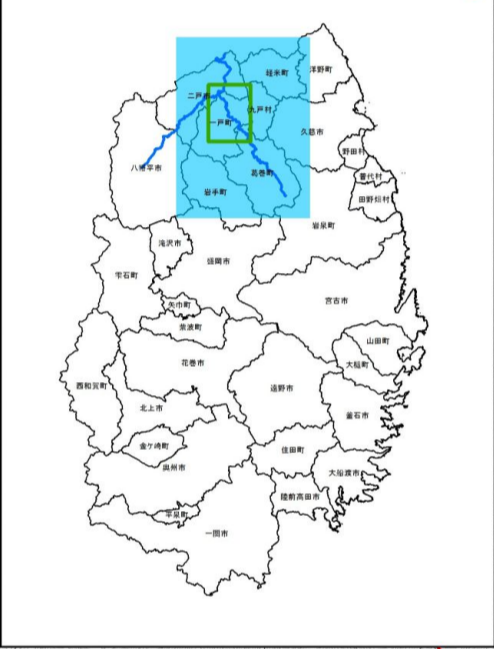 洋野町
軽米町
二戸市
九戸村
一戸町
久慈市
野田村
八幡平市
葛巻町
普代村
岩手町
田野畑村
岩泉町
滝沢市
盛岡市
雫石町
宮古市
矢巾町
紫波町
山田町
花巻市
大槌町
西和賀町
遠野市
北上市
釜石市
金ケ崎町
住田町
奥州市
大船渡市
陸前高田市
平泉町
一関市